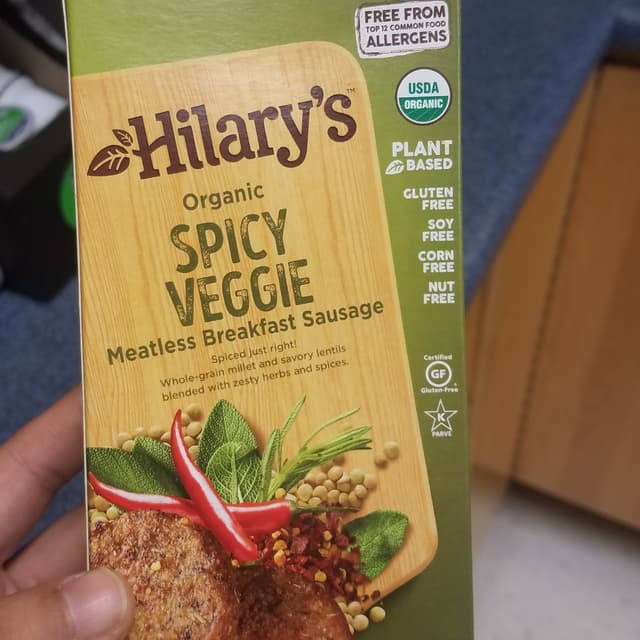 FREE FROM
TOP 12 COMMON FOOD
ALLERGENS
USDA
ORGANIC
Hilary's™
PLANT
BASED
Organic
SPICY
VEGGIE
Meatless Breakfast Sausage
GLUTEN
FREE
SOY
FREE
CORN
FREE
NUT
FREE
Spiced just right!
Whole-grain millet and savory lentils
blended with zesty herbs and spices.
Certified
GF
Gluten-Free
K
PARVE